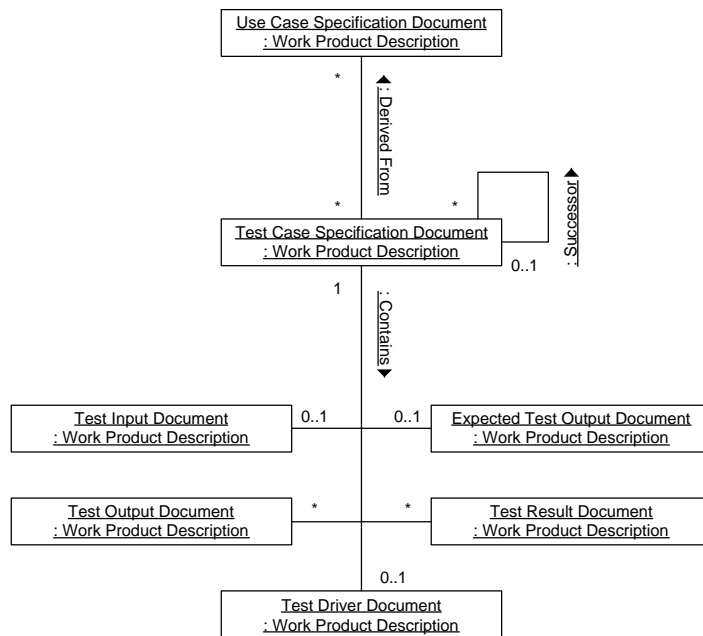 Use Case Specification Document
: Work Product Description
*
: Derived From
*
*
Test Case Specification Document
: Work Product Description
: Successor
0..1
1
: Contains
Test Input Document
: Work Product Description
0..1
0..1
Expected Test Output Document
: Work Product Description
Test Output Document
: Work Product Description
*
*
Test Result Document
: Work Product Description
0..1
Test Driver Document
: Work Product Description